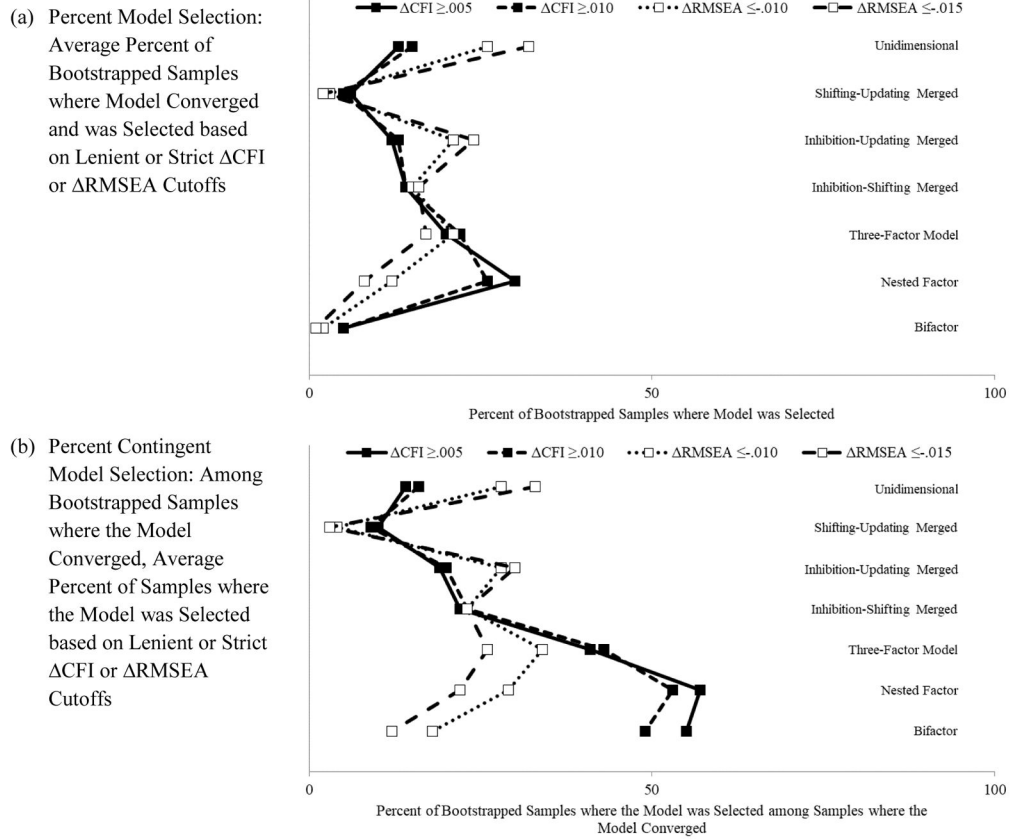 (a) Percent Model Selection:
Average Percent of
Bootstrapped Samples
where Model Converged
and was Selected based
on Lenient or Strict ΔCFI
or ΔRMSEA Cutoffs
ΔCFI ≥.005 ΔCFI ≥.010 ΔRMSEA ≤-.010 ΔRMSEA ≤-.015
Unidimensional
Shifting-Updating Merged
Inhibition-Updating Merged
Inhibition-Shifting Merged
Three-Factor Model
Nested Factor
Bifactor
0 50 100
Percent of Bootstrapped Samples where Model was Selected
(b) Percent Contingent
Model Selection: Among
Bootstrapped Samples
where the Model
Converged, Average
Percent of Samples where
the Model was Selected
based on Lenient or Strict
ΔCFI or ΔRMSEA
Cutoffs
ΔCFI ≥.005 ΔCFI ≥.010 ΔRMSEA ≤-.010 ΔRMSEA ≤-.015
Unidimensional
Shifting-Updating Merged
Inhibition-Updating Merged
Inhibition-Shifting Merged
Three-Factor Model
Nested Factor
Bifactor
0 50 100
Percent of Bootstrapped Samples where the Model was Selected among Samples where the
Model Converged